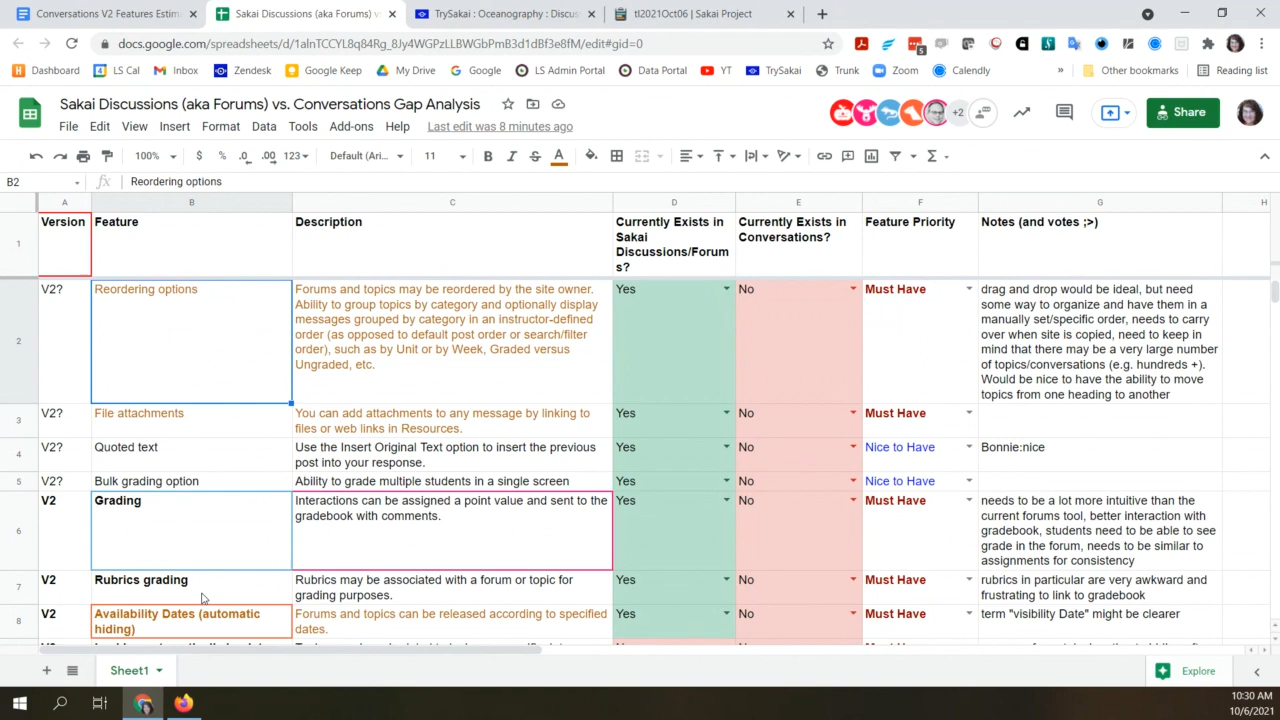 Conversations V2 Features Estim
Sakai Discussions (aka Forums) v
TrySakai : Oceanography : Discus
tl2021Oct06 | Sakai Project
docs.google.com/spreadsheets/d/1alnTCCYL8q84Rg_8Jy4WGPzLLBWGbPmB3d1dBf3e8fM/edit#gid=0
5
Dashboard
LS Cal
Inbox
Zendesk
Google Keep
My Drive
Google
LS Admin Portal
Data Portal
YT
TrySakai
Trunk
Zoom
Calendly
»
Other bookmarks
Reading list
Sakai Discussions (aka Forums) vs. Conversations Gap Analysis
+2
Share
File Edit View Insert Format Data Tools Add-ons Help Last edit was 8 minutes ago
100% $ % .0 .00 123 Default (Ari... 11 B I S A
B2 fx Reordering options
A B C D E F G H
1 Version Feature Description
Currently Exists in
Sakai
Discussions/Forum
s?
Currently Exists in
Conversations?
Feature Priority
Notes (and votes ;>)
2 V2? Reordering options
Forums and topics may be reordered by the site owner.
Ability to group topics by category and optionally display
messages grouped by category in an instructor-defined
order (as opposed to default post order or search/filter
order), such as by Unit or by Week, Graded versus
Ungraded, etc.
Yes No Must Have
drag and drop would be ideal, but need
some way to organize and have them in a
manually set/specific order, needs to carry
over when site is copied, need to keep in
mind that there may be a very large number
of topics/conversations (e.g. hundreds +).
Would be nice to have the ability to move
topics from one heading to another
3 V2? File attachments
You can add attachments to any message by linking to
files or web links in Resources.
Yes No Must Have
4 V2? Quoted text
Use the Insert Original Text option to insert the previous
post into your response.
Yes No Nice to Have Bonnie:nice
5 V2? Bulk grading option Ability to grade multiple students in a single screen Yes No Nice to Have
6 V2 Grading
Interactions can be assigned a point value and sent to the
gradebook with comments.
Yes No Must Have
needs to be a lot more intuitive than the
current forums tool, better interaction with
gradebook, students need to be able to see
grade in the forum, needs to be similar to
assignments for consistency
7 V2 Rubrics grading
Rubrics may be associated with a forum or topic for
grading purposes.
Yes No Must Have
rubrics in particular are very awkward and
frustrating to link to gradebook
8 V2
Availability Dates (automatic
hiding)
Forums and topics can be released according to specified
dates.
Yes No Must Have term "visibility Date" might be clearer
Sheet1
Explore
10:30 AM
10/6/2021